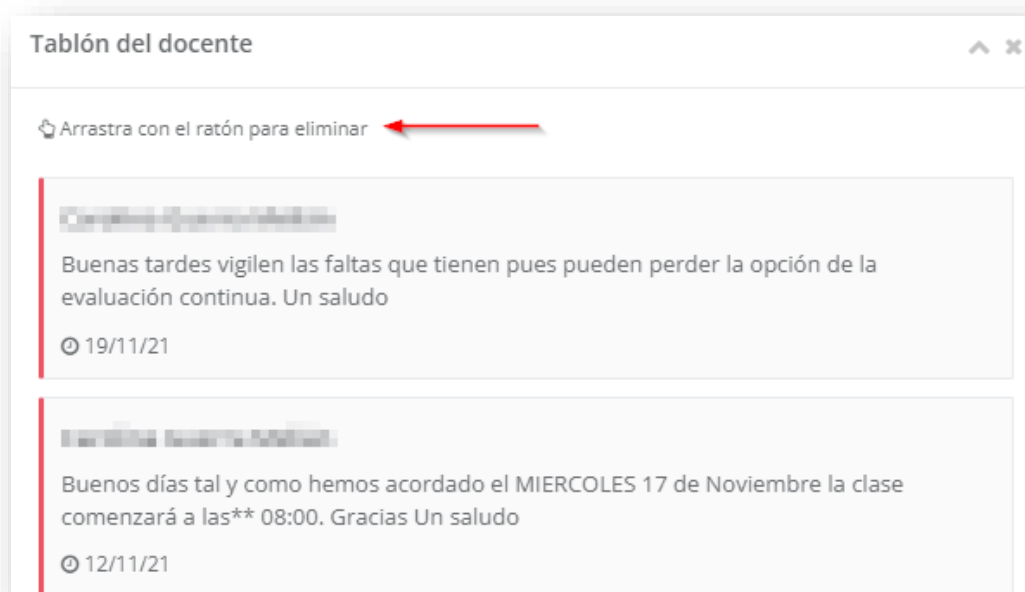 Tablón del docente
Arrastra con el ratón para eliminar
Buenas tardes vigilen las faltas que tienen pues pueden perder la opción de la
evaluación continua. Un saludo
19/11/21
Buenos días tal y como hemos acordado el MIERCOLES 17 de Noviembre la clase
comenzará a las** 08:00. Gracias Un saludo
12/11/21